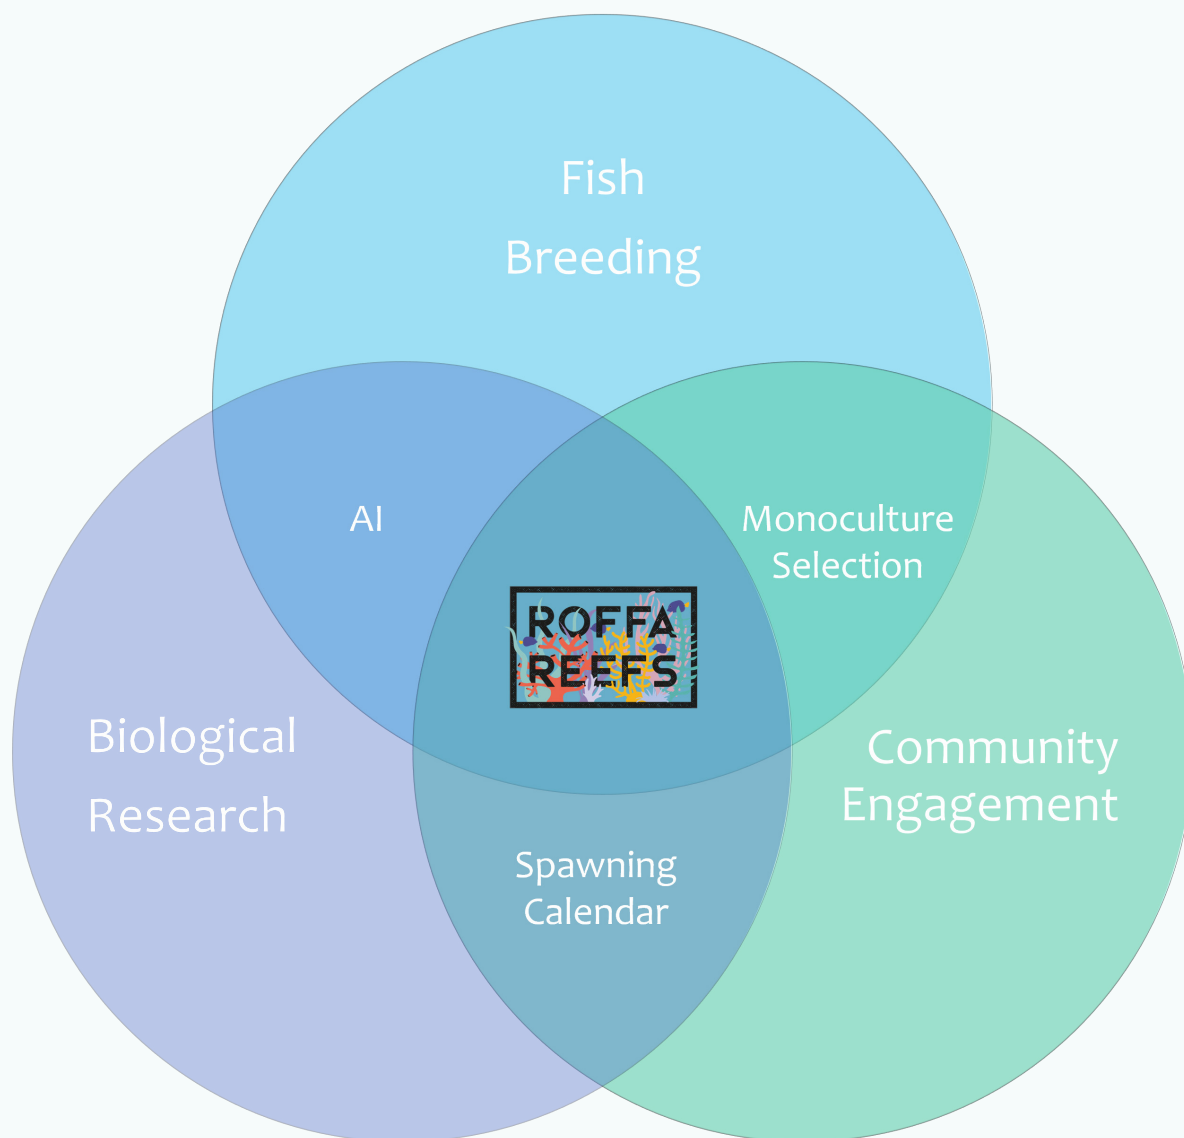 Fish
Breeding
AI
Monoculture
Selection
ROFFA
REEFS
Biological
Research
Community
Engagement
Spawning
Calendar